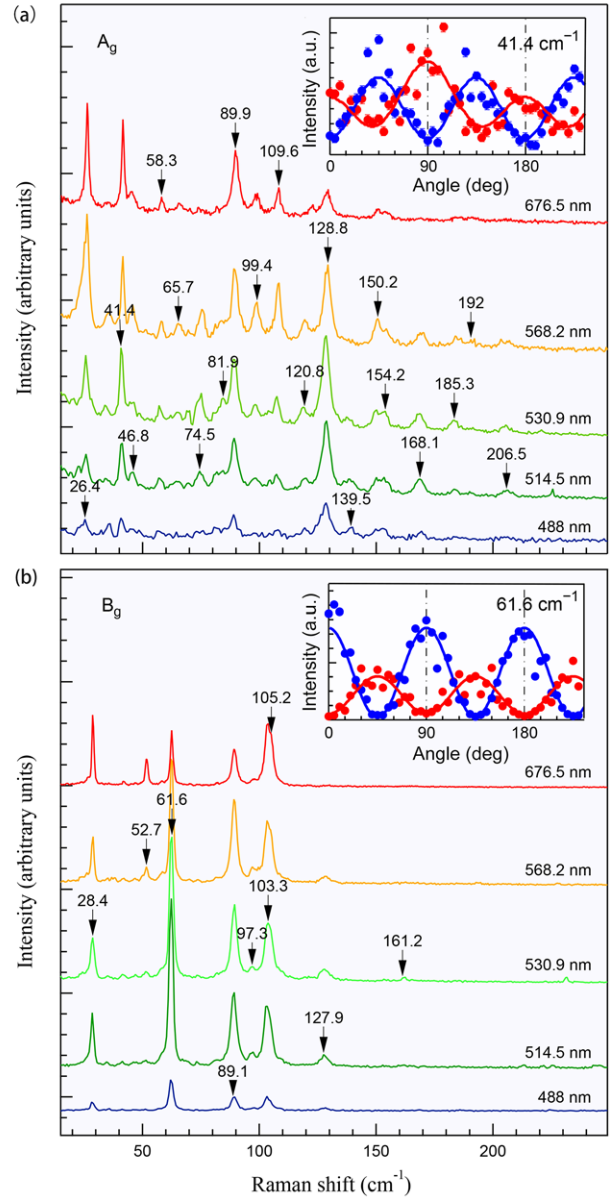 (a)
A_g
41.4 cm⁻¹
Intensity (a.u.)
0 90 180
Angle (deg)
89.9
58.3
109.6
676.5 nm
128.8
99.4
150.2
65.7
192
41.4
568.2 nm
81.9
120.8
154.2
185.3
530.9 nm
46.8
74.5
168.1
206.5
26.4
514.5 nm
139.5
488 nm
Intensity (arbitrary units)
(b)
B_g
61.6 cm⁻¹
Intensity (a.u.)
0 90 180
Angle (deg)
105.2
676.5 nm
61.6
52.7
568.2 nm
28.4
103.3
97.3
161.2
530.9 nm
127.9
514.5 nm
89.1
488 nm
Intensity (arbitrary units)
50 100 150 200
Raman shift (cm⁻¹)